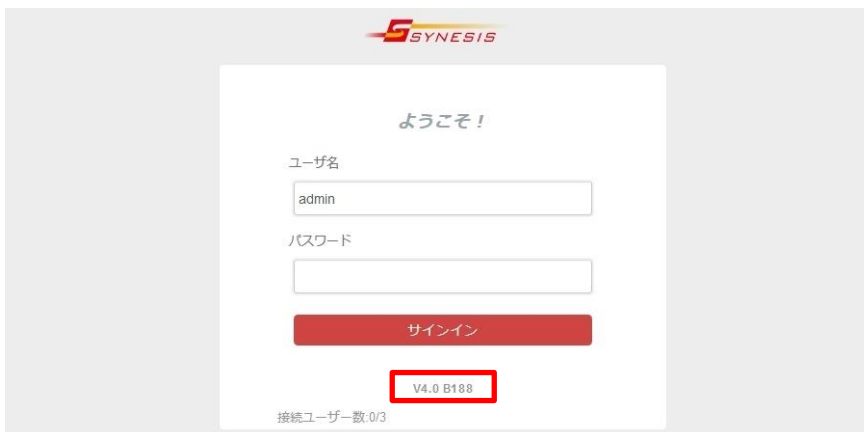 SYNESIS
ようこそ！
ユーザ名
admin
パスワード
サインイン
V4.0 B188
接続ユーザー数:0/3